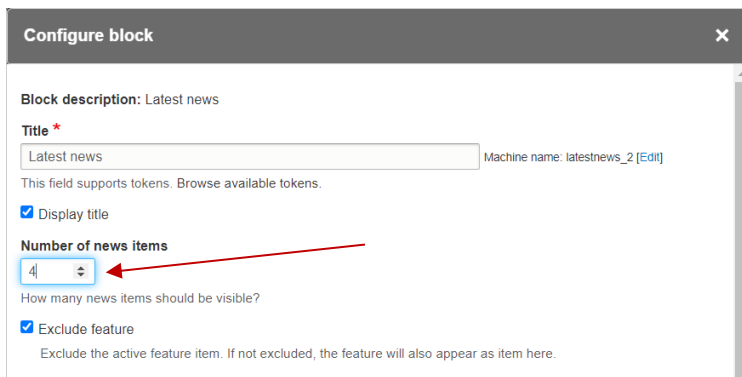 Configure block
Block description: Latest news
Title *
Latest news Machine name: latestnews_2 [Edit]
This field supports tokens. Browse available tokens.
Display title
Number of news items
4
How many news items should be visible?
Exclude feature
Exclude the active feature item. If not excluded, the feature will also appear as item here.